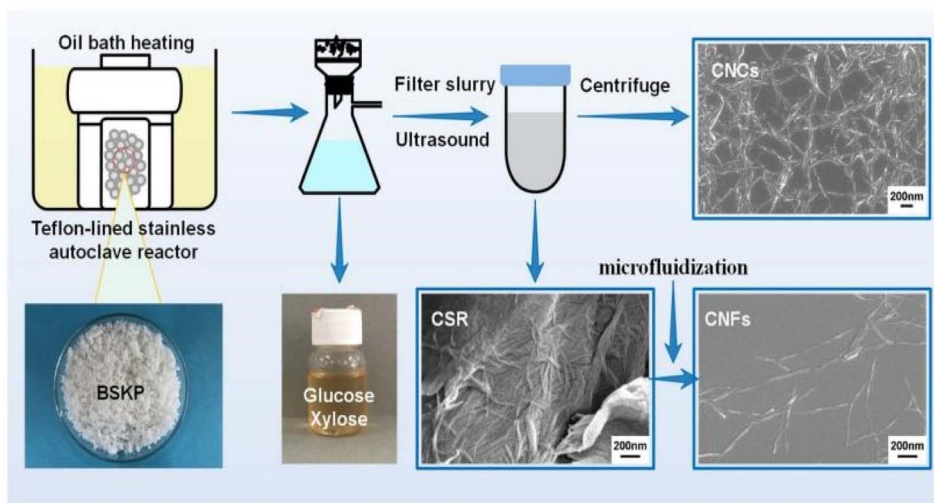 Oil bath heating
Teflon-lined stainless
autoclave reactor
BSKP
Glucose
Xylose
Filter slurry
Ultrasound
Centrifuge
CNCs
200nm
microfluidization
CSR
200nm
CNFs
200nm